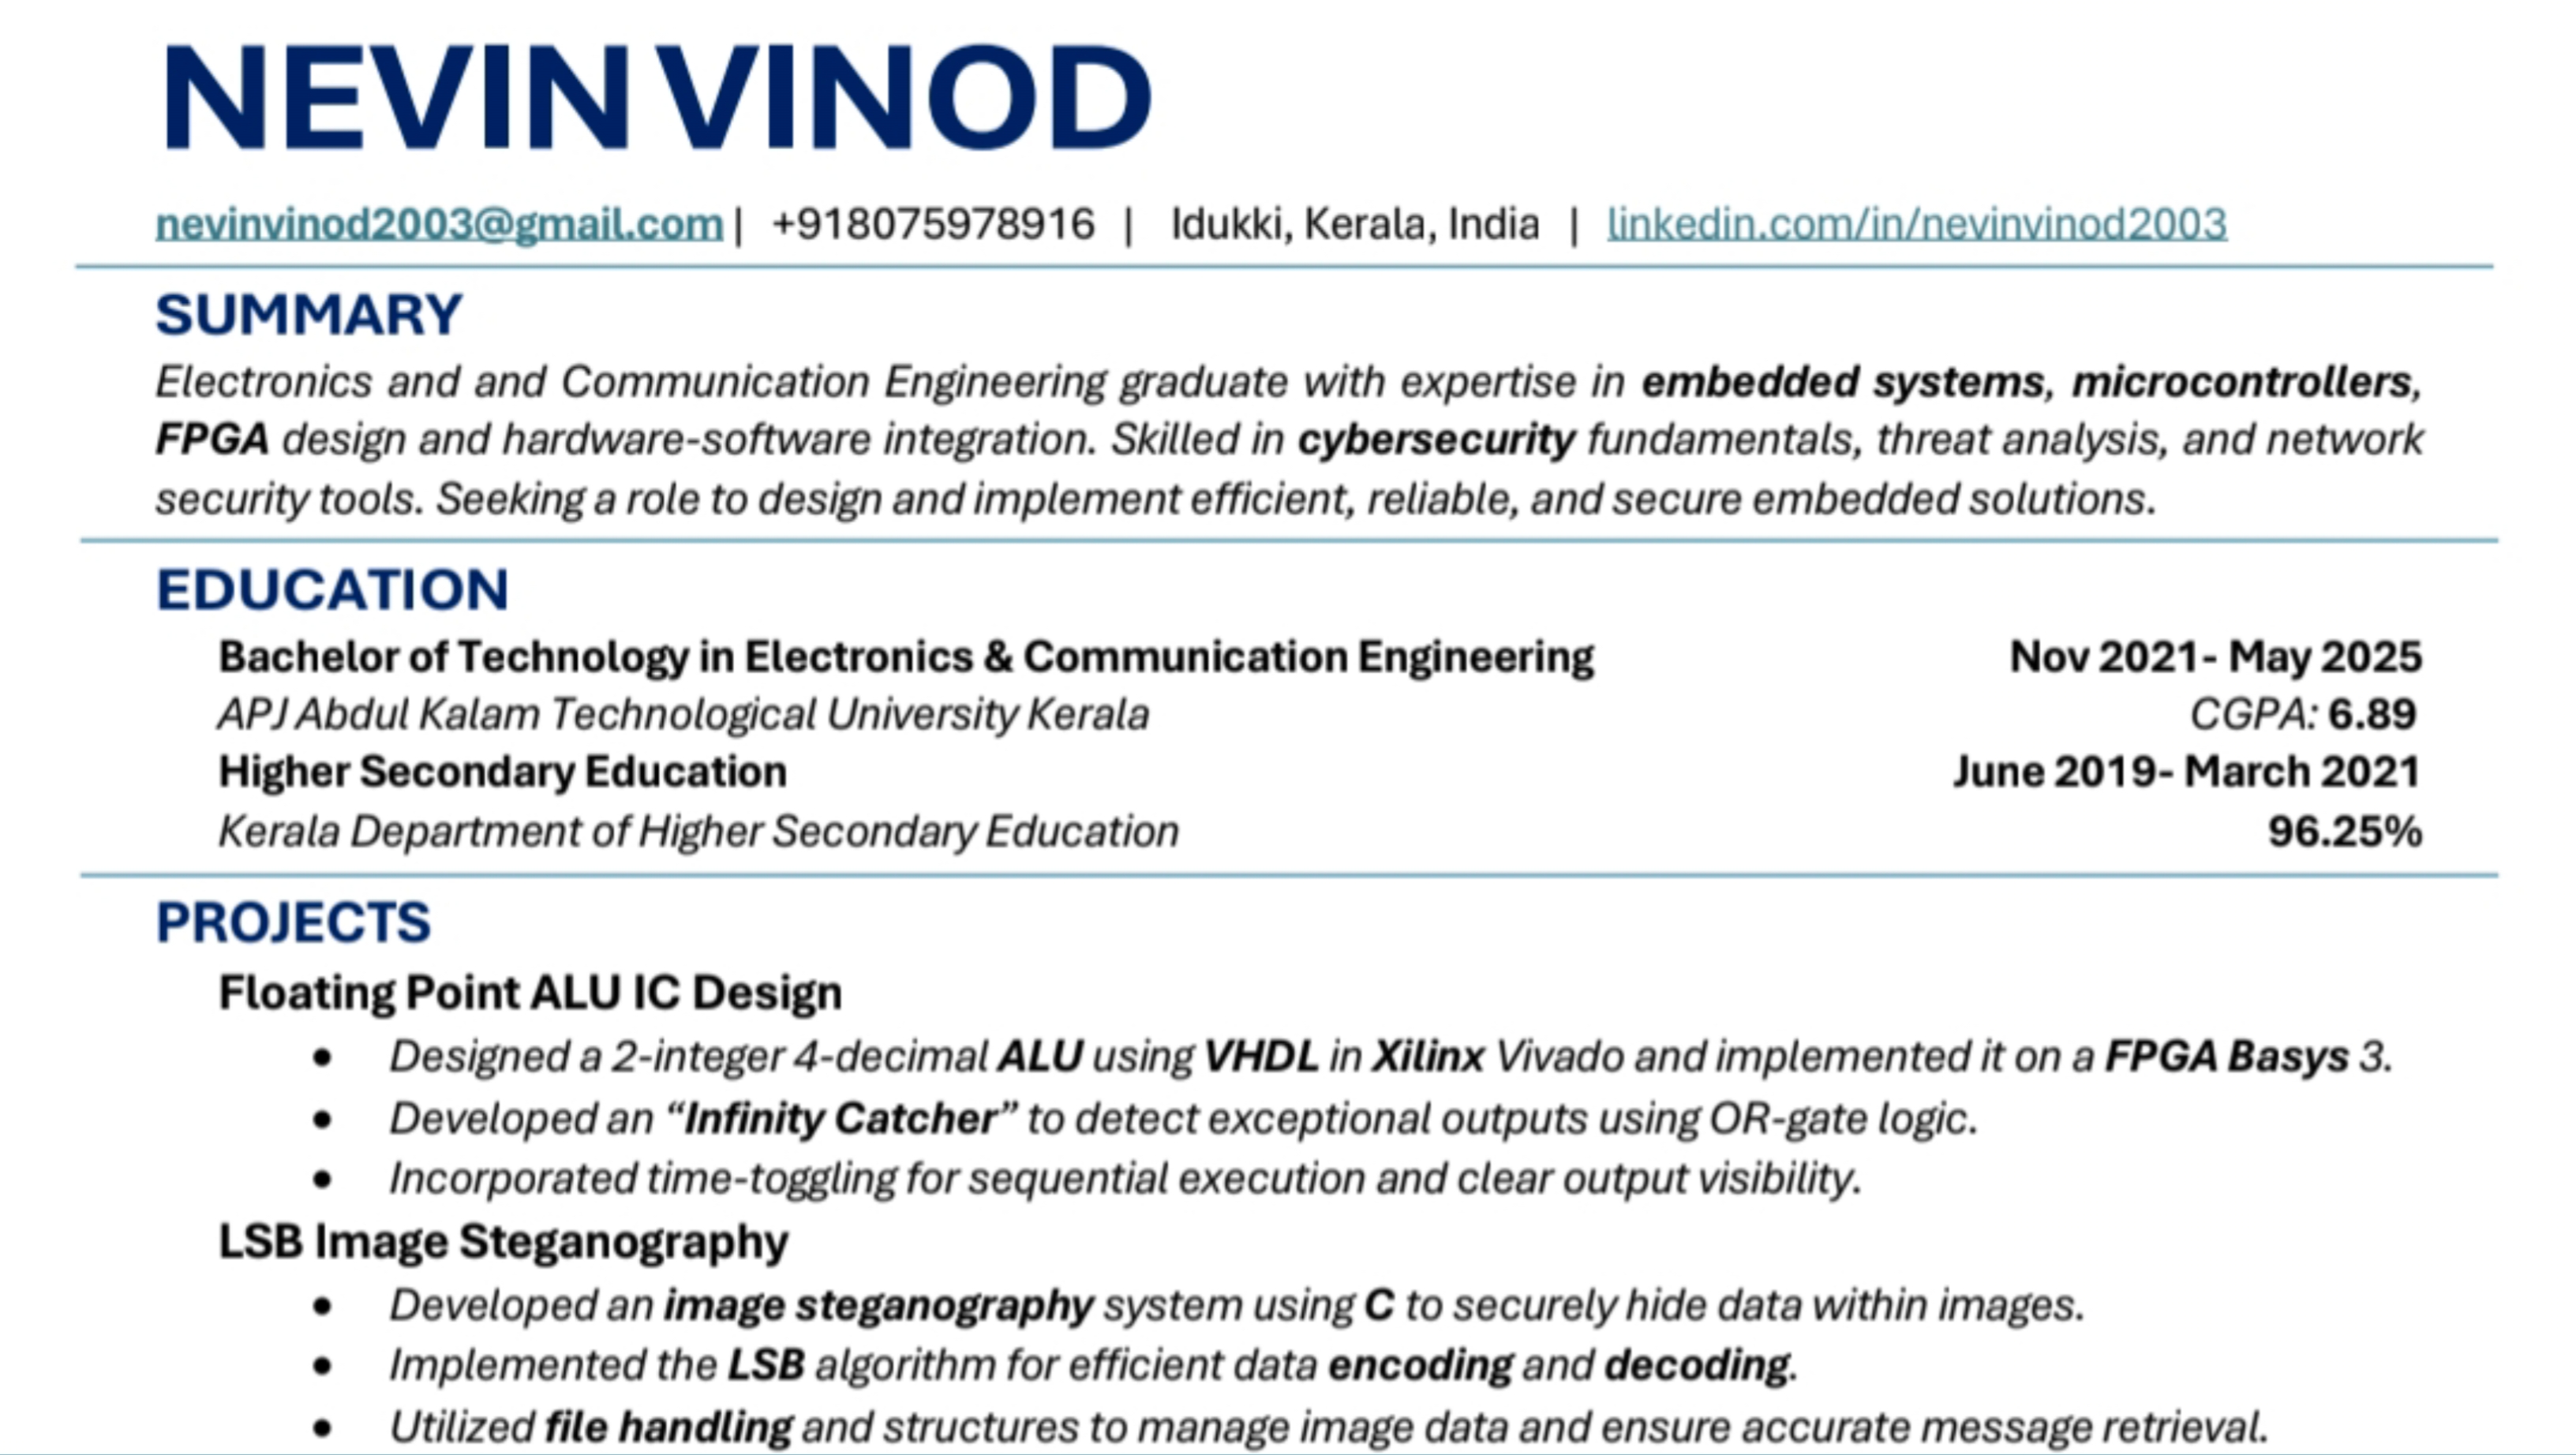 NEVIN VINOD
nevinvinod2003@gmail.com | +918075978916 | Idukki, Kerala, India | linkedin.com/in/nevinvinod2003
SUMMARY
Electronics and and Communication Engineering graduate with expertise in embedded systems, microcontrollers,
FPGA design and hardware-software integration. Skilled in cybersecurity fundamentals, threat analysis, and network
security tools. Seeking a role to design and implement efficient, reliable, and secure embedded solutions.
EDUCATION
Bachelor of Technology in Electronics & Communication Engineering Nov 2021- May 2025
APJ Abdul Kalam Technological University Kerala CGPA: 6.89
Higher Secondary Education June 2019- March 2021
Kerala Department of Higher Secondary Education 96.25%
PROJECTS
Floating Point ALU IC Design
• Designed a 2-integer 4-decimal ALU using VHDL in Xilinx Vivado and implemented it on a FPGA Basys 3.
• Developed an “Infinity Catcher” to detect exceptional outputs using OR-gate logic.
• Incorporated time-toggling for sequential execution and clear output visibility.
LSB Image Steganography
• Developed an image steganography system using C to securely hide data within images.
• Implemented the LSB algorithm for efficient data encoding and decoding.
• Utilized file handling and structures to manage image data and ensure accurate message retrieval.